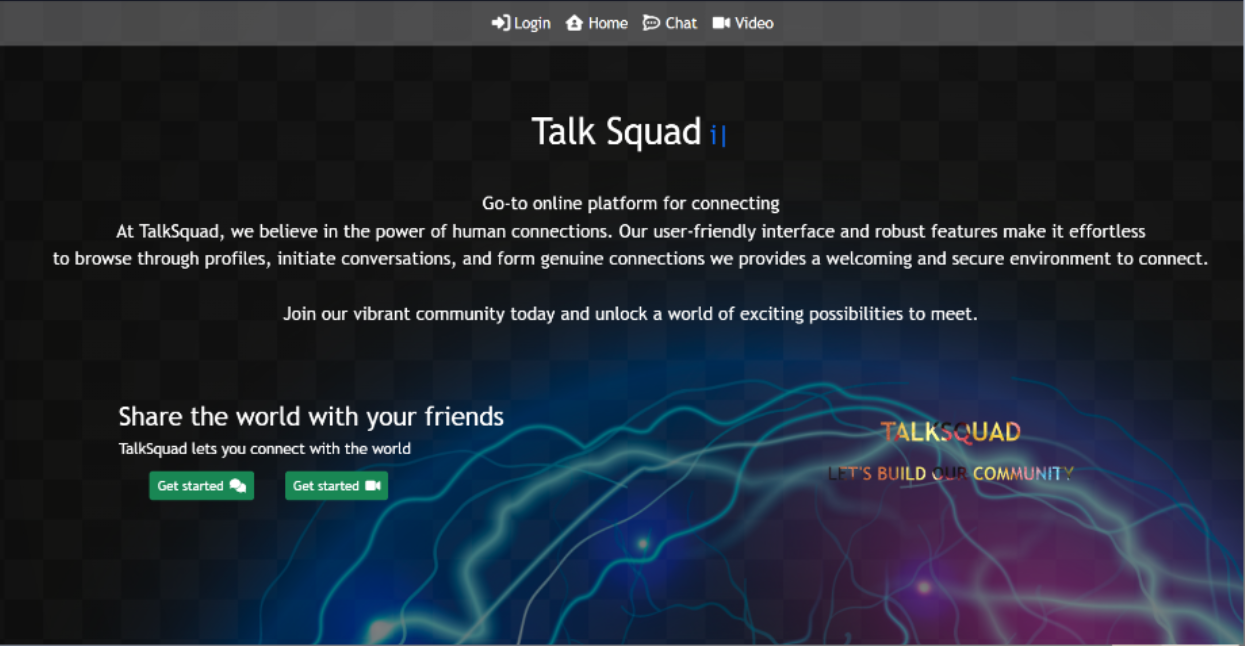 Login Home Chat Video
Talk Squad i|
Go-to online platform for connecting
At TalkSquad, we believe in the power of human connections. Our user-friendly interface and robust features make it effortless
to browse through profiles, initiate conversations, and form genuine connections we provides a welcoming and secure environment to connect.
Join our vibrant community today and unlock a world of exciting possibilities to meet.
Share the world with your friends
TalkSquad lets you connect with the world
Get started Get started
TALKSQUAD
LET'S BUILD OUR COMMUNITY